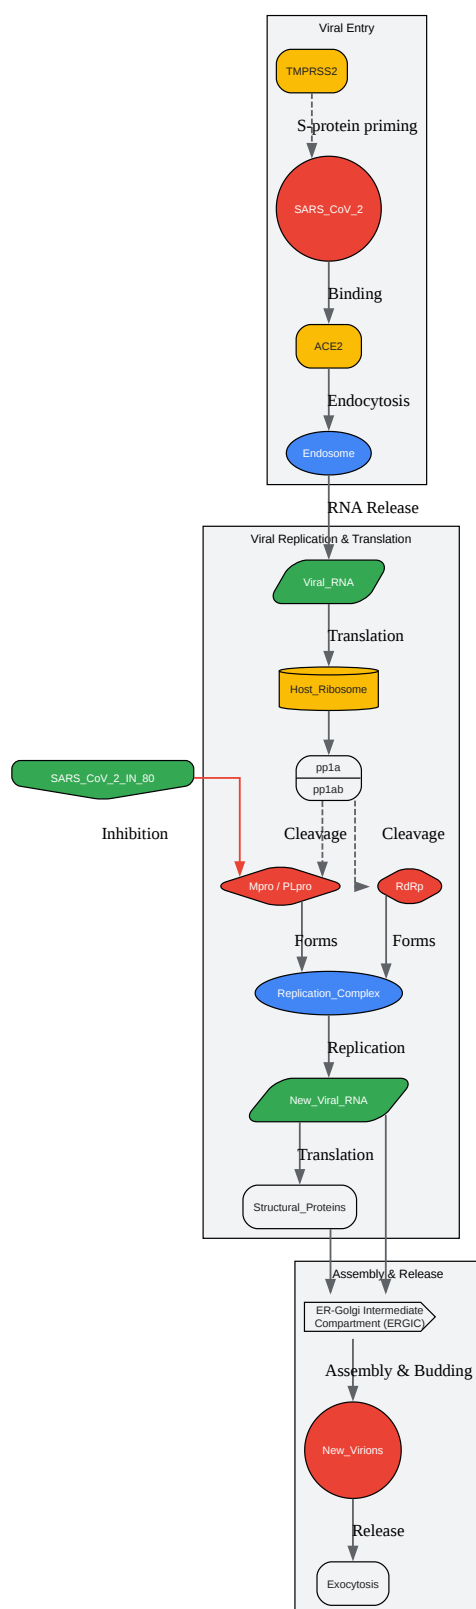 Viral Entry
TMPRSS2
S-protein priming
SARS_CoV_2
Binding
ACE2
Endocytosis
Endosome
RNA Release
Viral Replication & Translation
Viral_RNA
Translation
Host_Ribosome
pp1a
pp1ab
SARS_CoV_2_IN_80
Inhibition
Cleavage
Cleavage
Mpro / PLpro
RdRp
Forms
Forms
Replication_Complex
Replication
New_Viral_RNA
Translation
Structural_Proteins
Assembly & Release
ER-Golgi Intermediate
Compartment (ERGIC)
Assembly & Budding
New_Virions
Release
Exocytosis